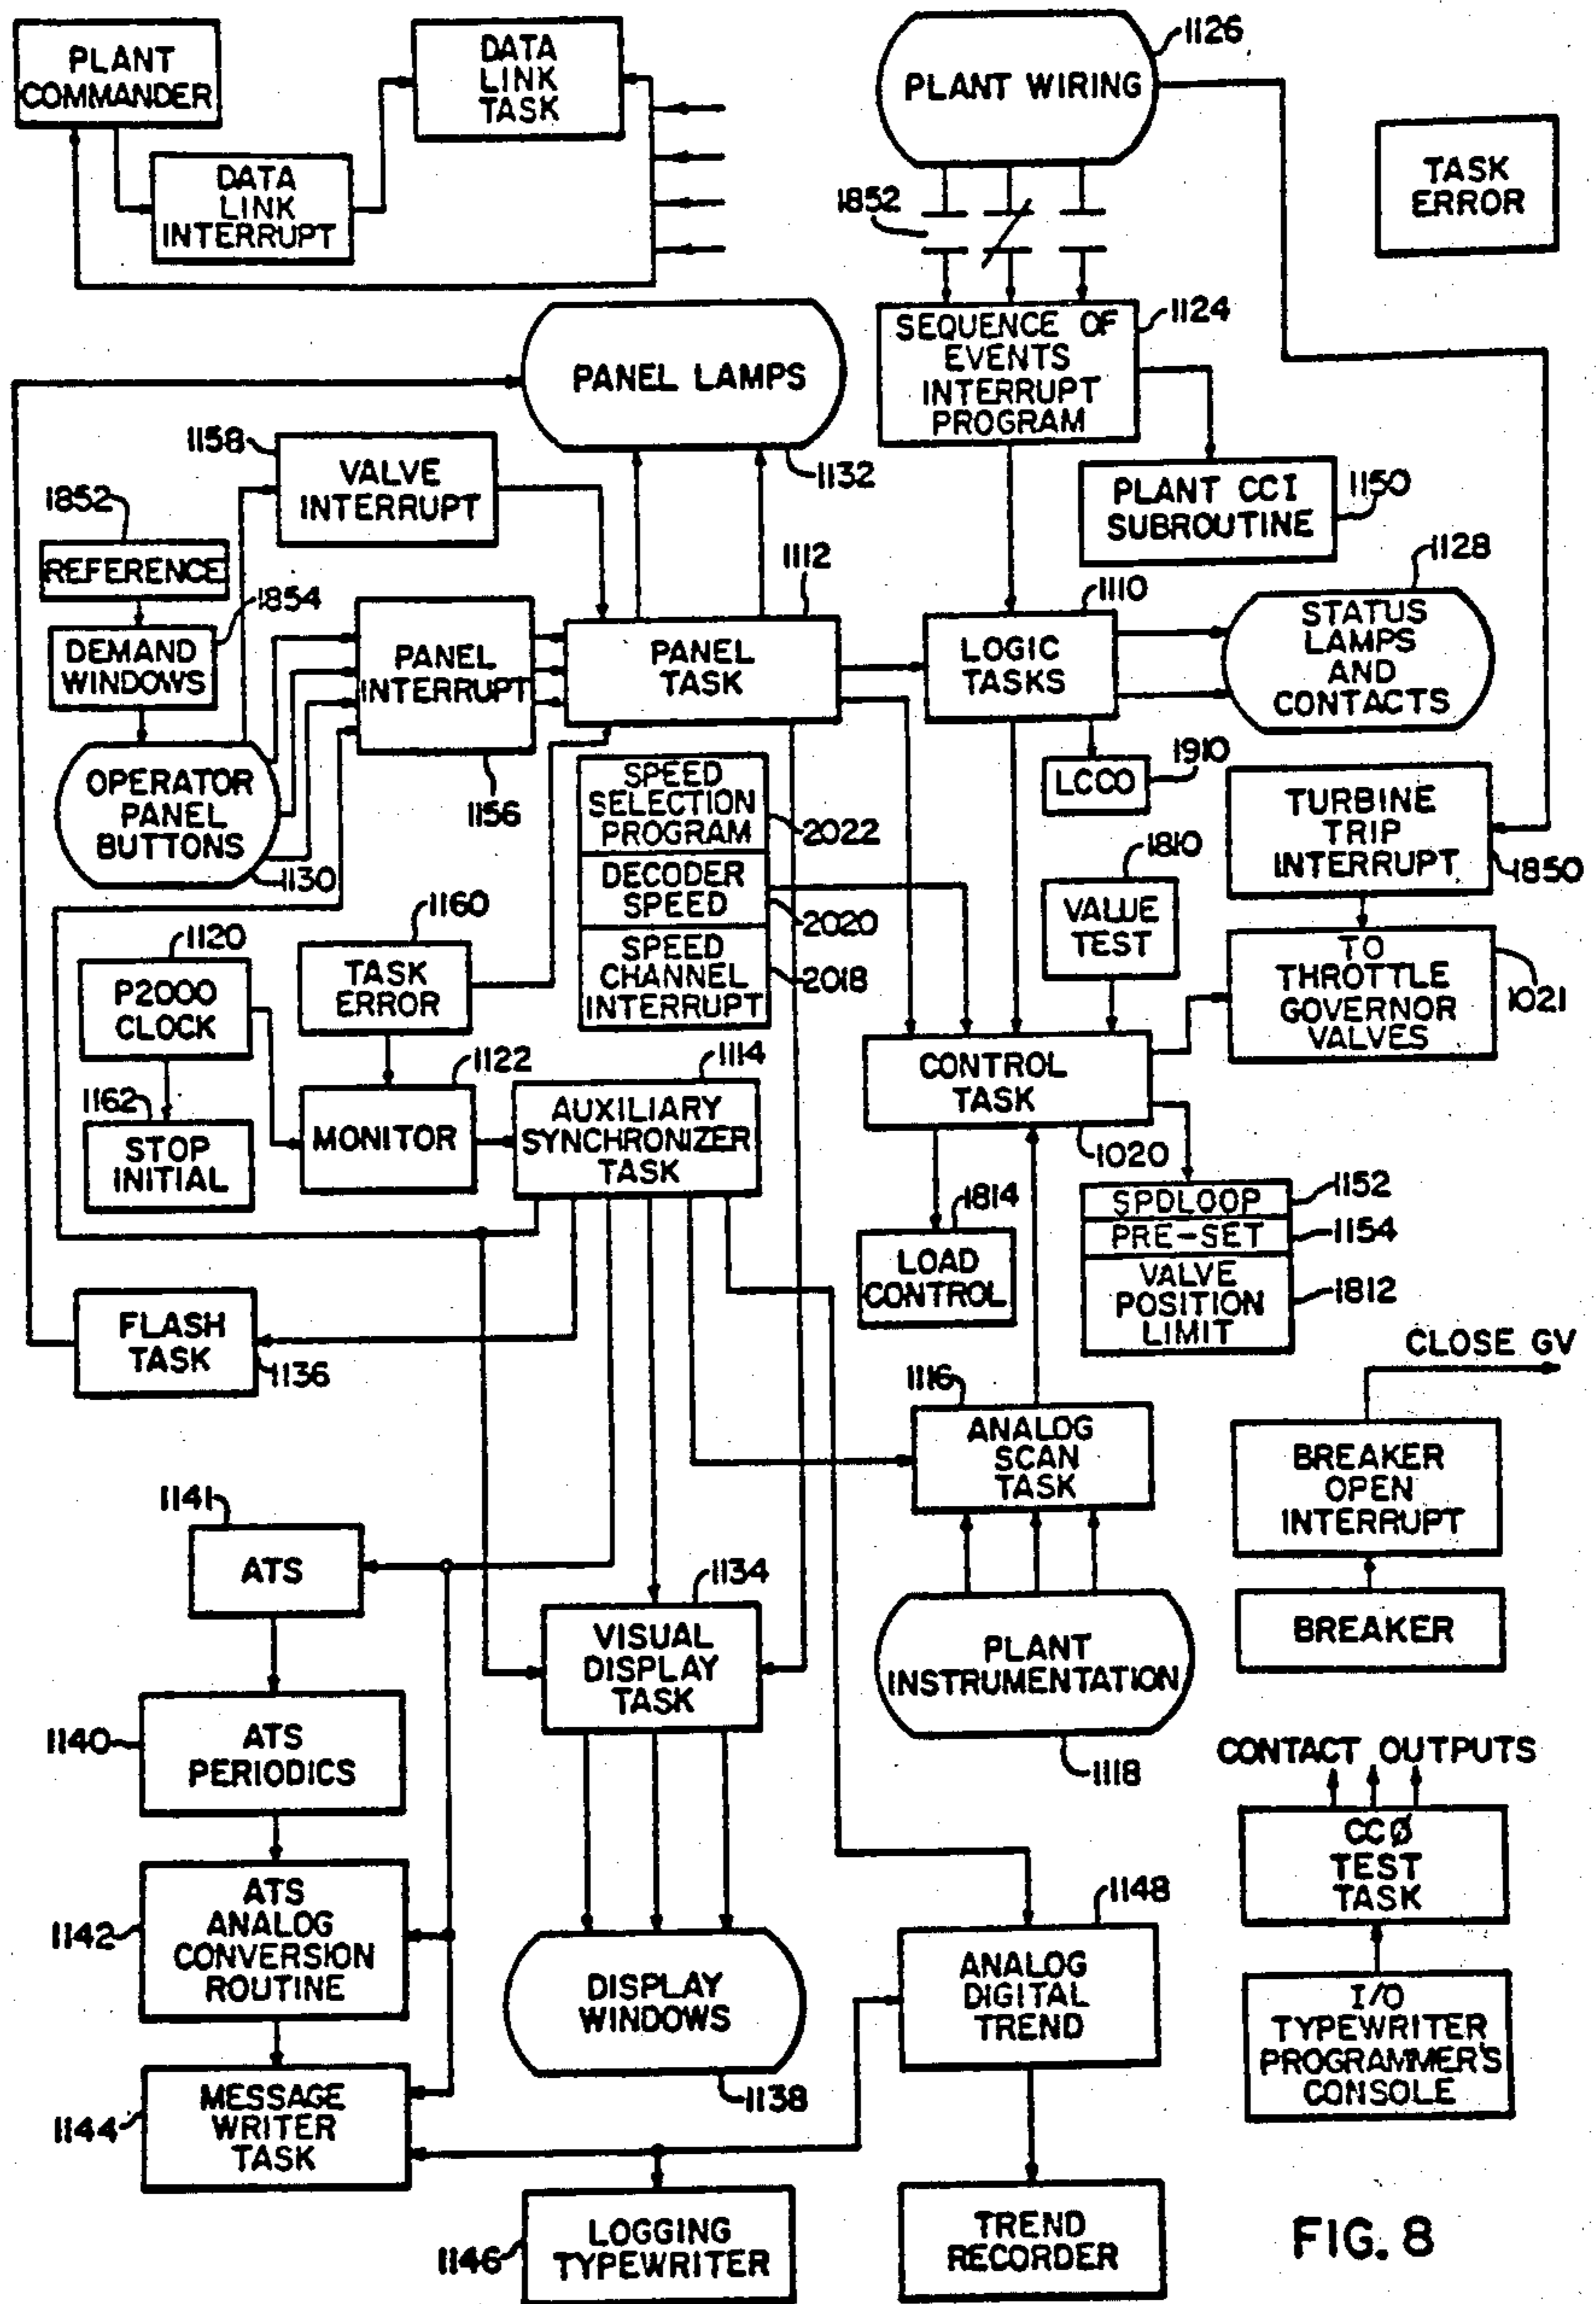 PLANT
COMMANDER
DATA
LINK
TASK
DATA
LINK
INTERRUPT
PLANT WIRING
1126
TASK
ERROR
1852
SEQUENCE OF
EVENTS
INTERRUPT
PROGRAM
1124
PANEL LAMPS
1132
1158
VALVE
INTERRUPT
PLANT CCI
SUBROUTINE
1150
1852
REFERENCE
1854
DEMAND
WINDOWS
PANEL
INTERRUPT
1156
1112
PANEL
TASK
1110
LOGIC
TASKS
1128
STATUS
LAMPS
AND
CONTACTS
OPERATOR
PANEL
BUTTONS
1130
SPEED
SELECTION
PROGRAM
2022
DECODER
SPEED
2020
SPEED
CHANNEL
INTERRUPT
2018
LCCO
1910
1810
VALUE
TEST
TURBINE
TRIP
INTERRUPT
1850
TO
THROTTLE
GOVERNOR
VALVES
1021
1120
P2000
CLOCK
1160
TASK
ERROR
1122
MONITOR
1162
STOP
INITIAL
1114
AUXILIARY
SYNCHRONIZER
TASK
CONTROL
TASK
1020
1814
LOAD
CONTROL
SPDLOOP
1152
PRE-SET
1154
VALVE
POSITION
LIMIT
1812
FLASH
TASK
1136
CLOSE GV
1116
ANALOG
SCAN
TASK
BREAKER
OPEN
INTERRUPT
BREAKER
1141
ATS
1134
VISUAL
DISPLAY
TASK
PLANT
INSTRUMENTATION
1118
1140
ATS
PERIODICS
CONTACT OUTPUTS
CCØ
TEST
TASK
1142
ATS
ANALOG
CONVERSION
ROUTINE
DISPLAY
WINDOWS
1138
1148
ANALOG
DIGITAL
TREND
I/O
TYPEWRITER
PROGRAMMER'S
CONSOLE
1144
MESSAGE
WRITER
TASK
1146
LOGGING
TYPEWRITER
TREND
RECORDER
FIG. 8